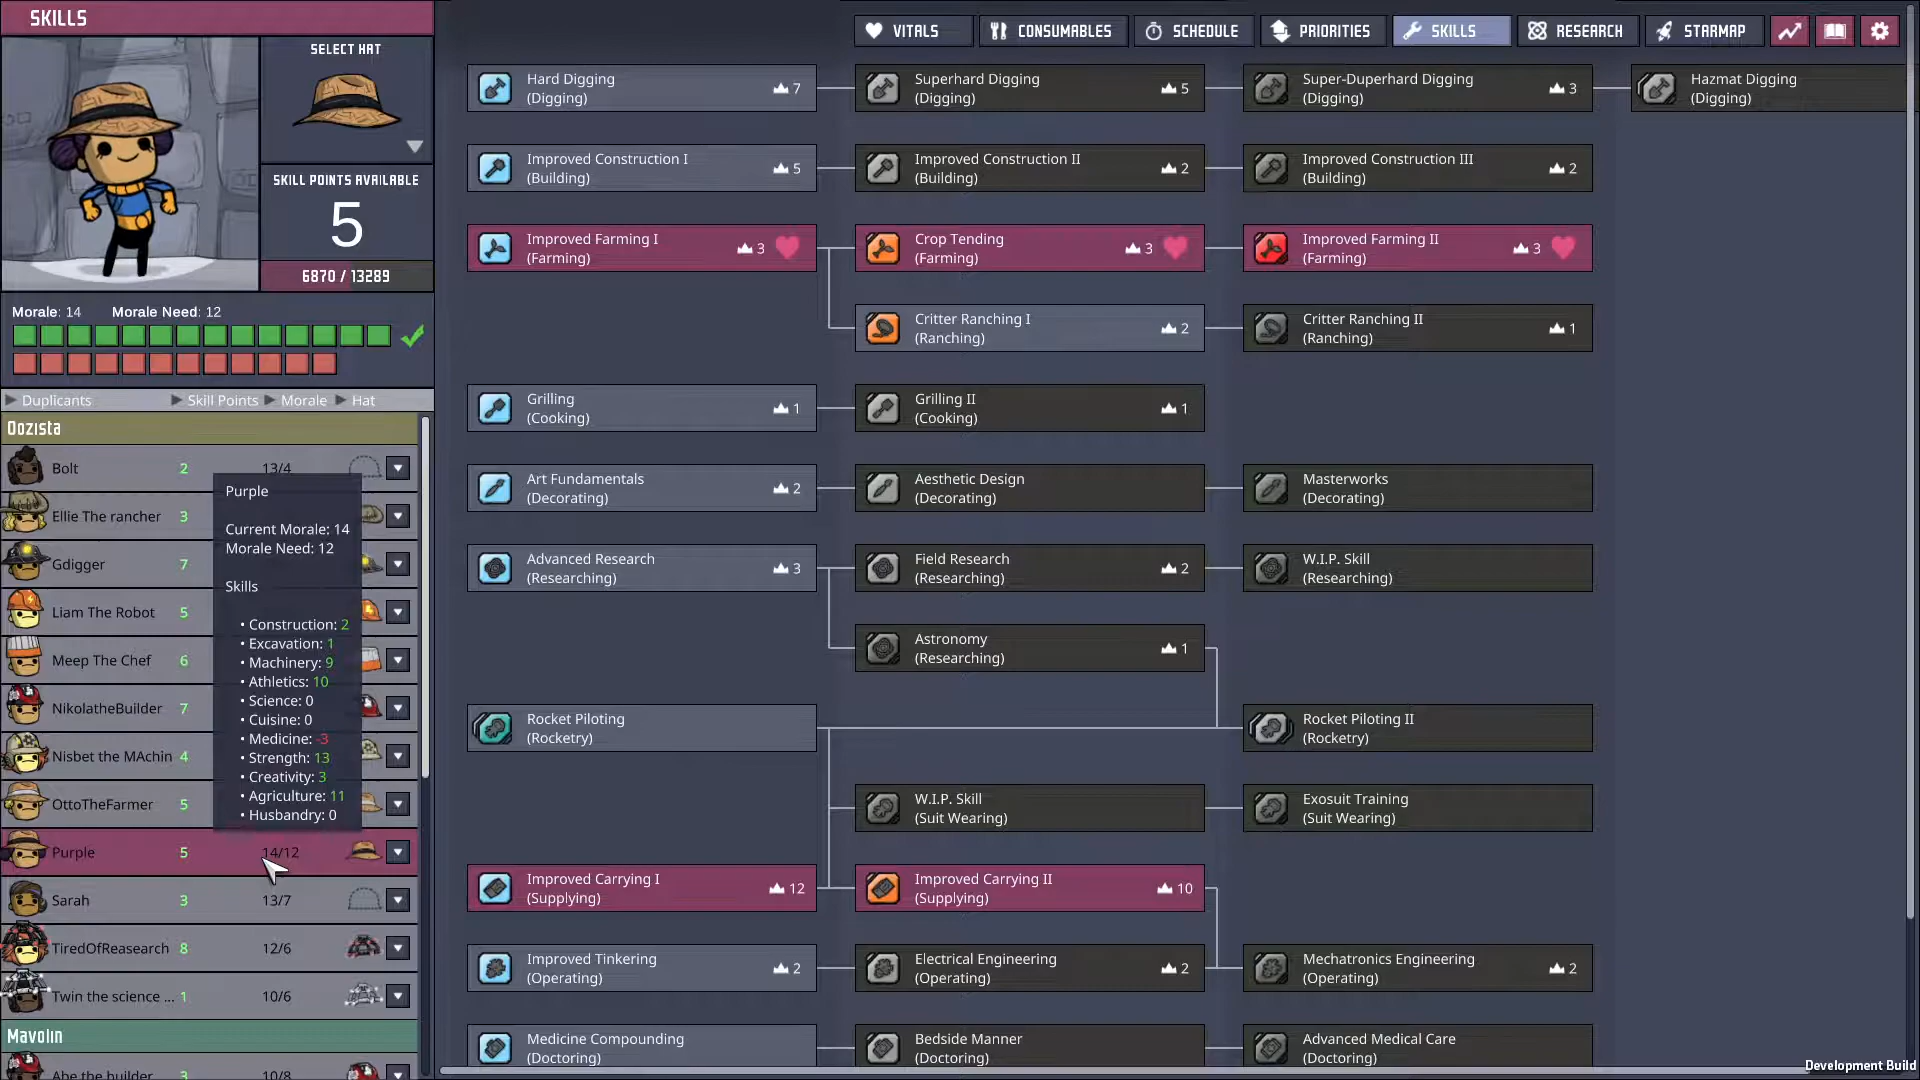 SKILLS
VITALS
CONSUMABLES
SCHEDULE
PRIORITIES
SKILLS
RESEARCH
STARMAP
SELECT HAT
SKILL POINTS AVAILABLE
5
6870 / 13289
Morale: 14 Morale Need: 12
Duplicants Skill Points Morale Hat
Oozista
Bolt 2 13/4
Ellie The rancher 3
Gdigger 7
Liam The Robot 5
Meep The Chef 6
NikolatheBuilder 7
Nisbet the MAchin 4
OttoTheFarmer 5
Purple 5 14/12
Sarah 3 13/7
TiredOfReasearch 8 12/6
Twin the science ... 1 10/6
Mavolin
Abe the builder 3 10/8
Purple
Current Morale: 14
Morale Need: 12
Skills
• Construction: 2
• Excavation: 1
• Machinery: 9
• Athletics: 10
• Science: 0
• Cuisine: 0
• Medicine: -3
• Strength: 13
• Creativity: 3
• Agriculture: 11
• Husbandry: 0
Hard Digging
(Digging)
7
Superhard Digging
(Digging)
5
Super-Duperhard Digging
(Digging)
3
Hazmat Digging
(Digging)
Improved Construction I
(Building)
5
Improved Construction II
(Building)
2
Improved Construction III
(Building)
2
Improved Farming I
(Farming)
3
Crop Tending
(Farming)
3
Improved Farming II
(Farming)
3
Critter Ranching I
(Ranching)
2
Critter Ranching II
(Ranching)
1
Grilling
(Cooking)
1
Grilling II
(Cooking)
1
Art Fundamentals
(Decorating)
2
Aesthetic Design
(Decorating)
Masterworks
(Decorating)
Advanced Research
(Researching)
3
Field Research
(Researching)
2
W.I.P. Skill
(Researching)
Astronomy
(Researching)
1
Rocket Piloting
(Rocketry)
Rocket Piloting II
(Rocketry)
W.I.P. Skill
(Suit Wearing)
Exosuit Training
(Suit Wearing)
Improved Carrying I
(Supplying)
12
Improved Carrying II
(Supplying)
10
Improved Tinkering
(Operating)
2
Electrical Engineering
(Operating)
2
Mechatronics Engineering
(Operating)
2
Medicine Compounding
(Doctoring)
Bedside Manner
(Doctoring)
Advanced Medical Care
(Doctoring)
Development Build